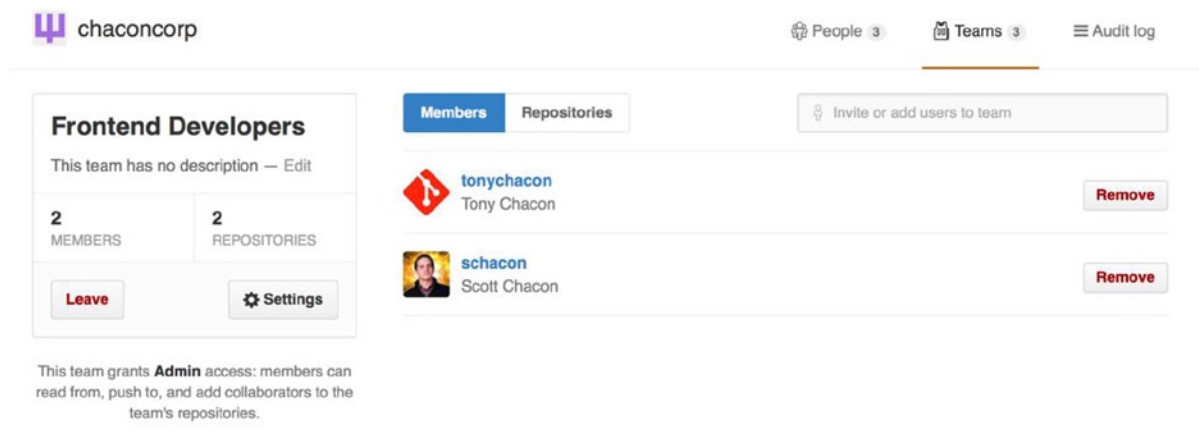 chaconcorp
People 3
Teams 3
Audit log
Frontend Developers
This team has no description — Edit
2
MEMBERS
2
REPOSITORIES
Leave
Settings
This team grants Admin access: members can
read from, push to, and add collaborators to the
team's repositories.
Members
Repositories
Invite or add users to team
tonychacon
Tony Chacon
Remove
schacon
Scott Chacon
Remove